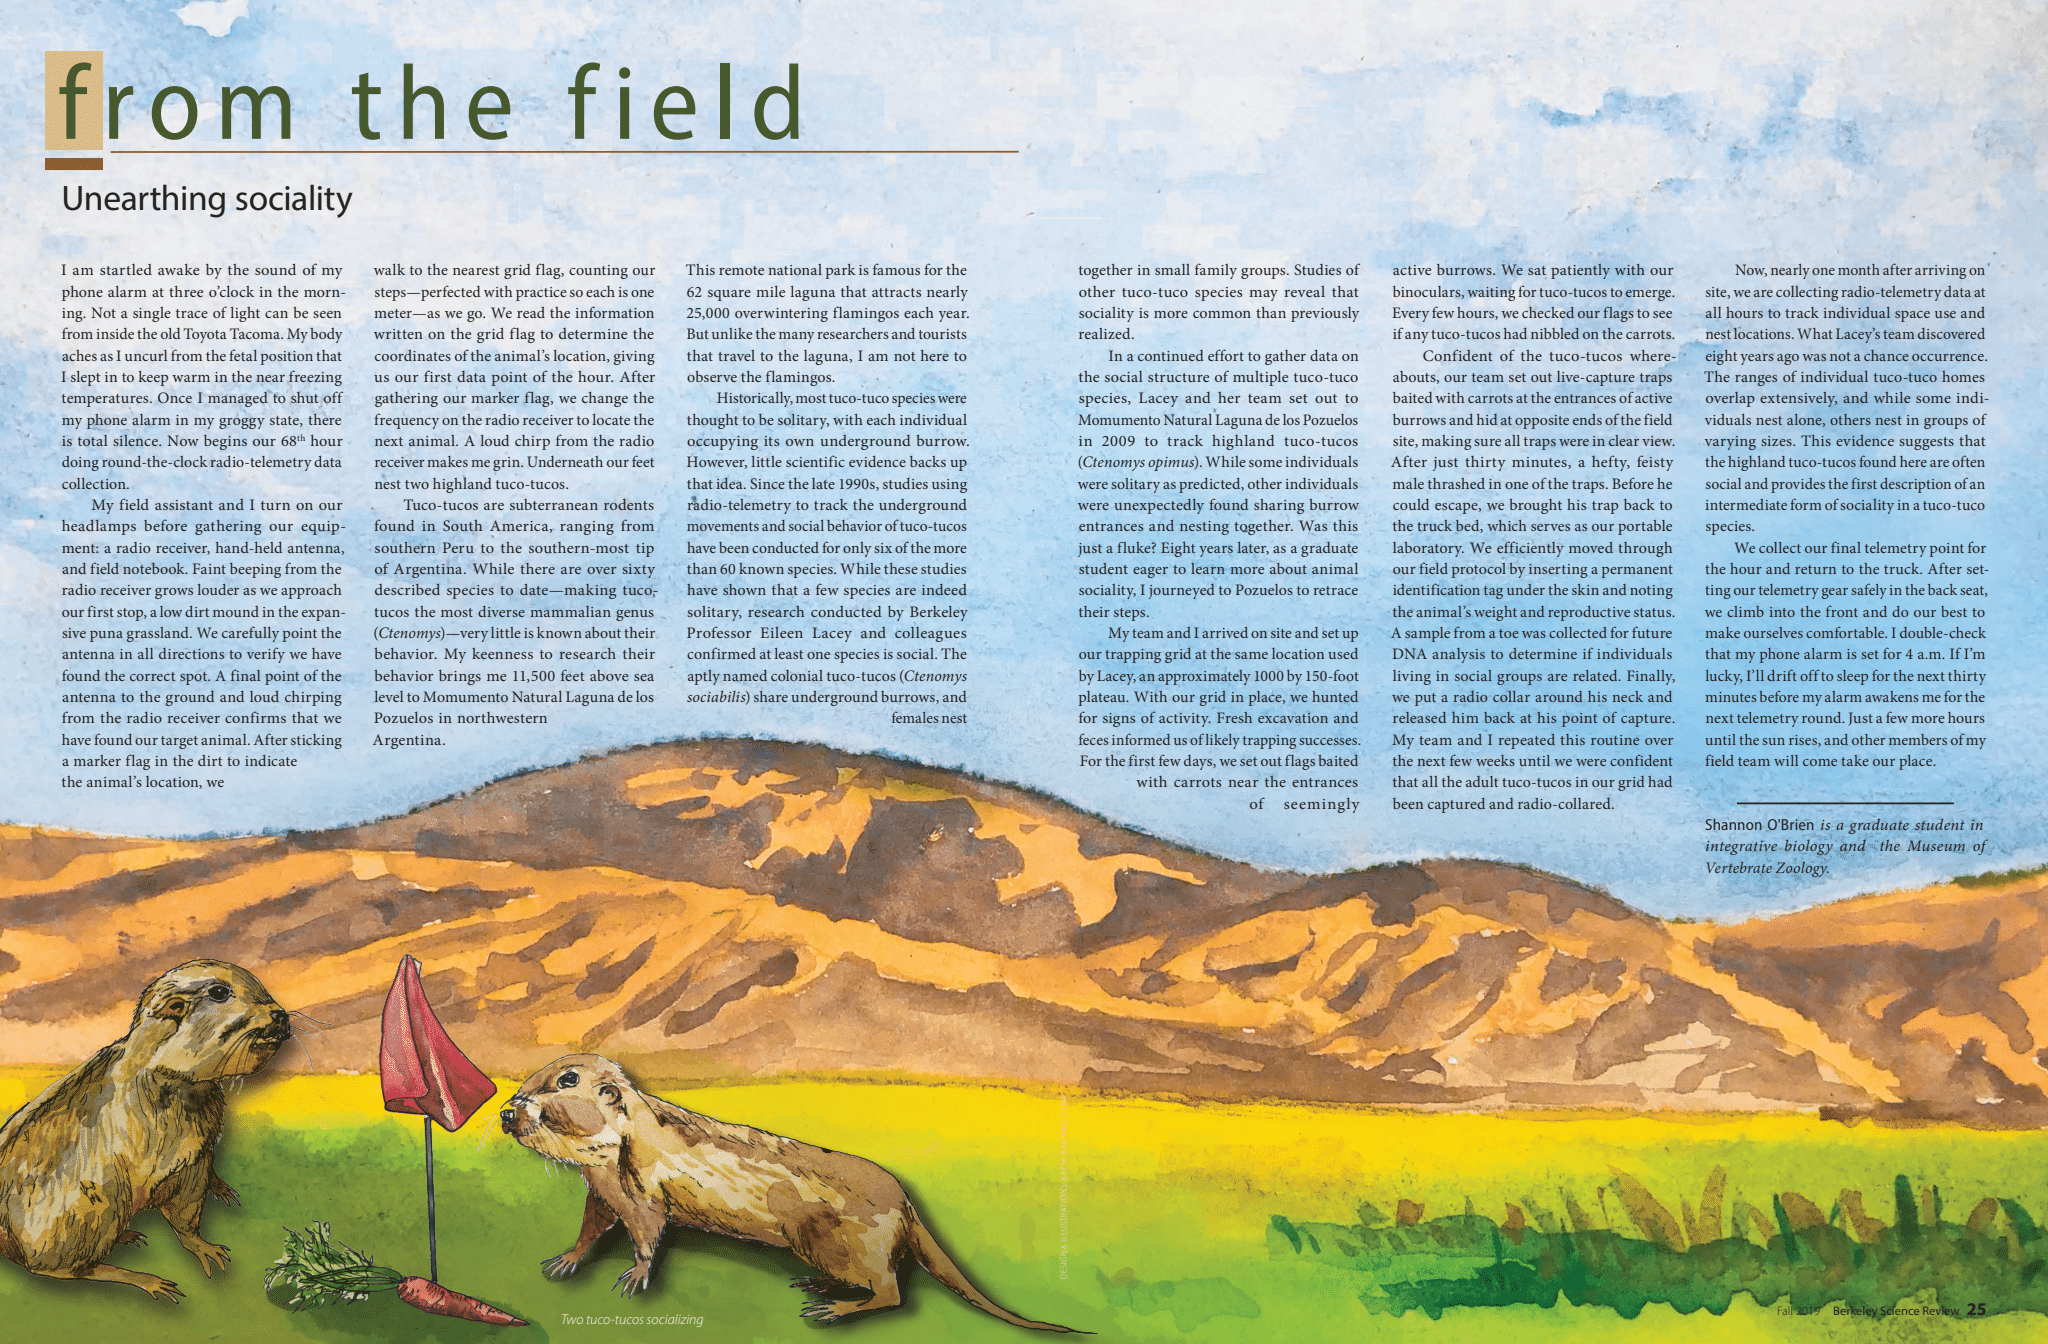 from the field
Unearthing sociality
I am startled awake by the sound of my
phone alarm at three o'clock in the morn-
ing. Not a single trace of light can be seen
from inside the old Toyota Tacoma. My body
aches as I uncurl from the fetal position that
I slept in to keep warm in the near freezing
temperatures. Once I managed to shut off
my phone alarm in my groggy state, there
is total silence. Now begins our 68th hour
doing round-the-clock radio-telemetry data
collection.
My field assistant and I turn on our
headlamps before gathering our equip-
ment: a radio receiver, hand-held antenna,
and field notebook. Faint beeping from the
radio receiver grows louder as we approach
our first stop, a low dirt mound in the expan-
sive puna grassland. We carefully point the
antenna in all directions to verify we have
found the correct spot. A final point of the
antenna to the ground and loud chirping
from the radio receiver confirms that we
have found our target animal. After sticking
a marker flag in the dirt to indicate
the animal's location, we
walk to the nearest grid flag, counting our
steps—perfected with practice so each is one
meter—as we go. We read the information
written on the grid flag to determine the
coordinates of the animal's location, giving
us our first data point of the hour. After
gathering our marker flag, we change the
frequency on the radio receiver to locate the
next animal. A loud chirp from the radio
receiver makes me grin. Underneath our feet
nest two highland tuco-tucos.
Tuco-tucos are subterranean rodents
found in South America, ranging from
southern Peru to the southern-most tip
of Argentina. While there are over sixty
described species to date—making tuco-
tucos the most diverse mammalian genus
(Ctenomys)—very little is known about their
behavior. My keenness to research their
behavior brings me 11,500 feet above sea
level to Momumento Natural Laguna de los
Pozuelos in northwestern
Argentina.
This remote national park is famous for the
62 square mile laguna that attracts nearly
25,000 overwintering flamingos each year.
But unlike the many researchers and tourists
that travel to the laguna, I am not here to
observe the flamingos.
Historically, most tuco-tuco species were
thought to be solitary, with each individual
occupying its own underground burrow.
However, little scientific evidence backs up
that idea. Since the late 1990s, studies using
radio-telemetry to track the underground
movements and social behavior of tuco-tucos
have been conducted for only six of the more
than 60 known species. While these studies
have shown that a few species are indeed
solitary, research conducted by Berkeley
Professor Eileen Lacey and colleagues
confirmed at least one species is social. The
aptly named colonial tuco-tucos (Ctenomys
sociabilis) share underground burrows, and
females nest
together in small family groups. Studies of
other tuco-tuco species may reveal that
sociality is more common than previously
realized.
In a continued effort to gather data on
the social structure of multiple tuco-tuco
species, Lacey and her team set out to
Momumento Natural Laguna de los Pozuelos
in 2009 to track highland tuco-tucos
(Ctenomys opimus). While some individuals
were solitary as predicted, other individuals
were unexpectedly found sharing burrow
entrances and nesting together. Was this
just a fluke? Eight years later, as a graduate
student eager to learn more about animal
sociality, I journeyed to Pozuelos to retrace
their steps.
My team and I arrived on site and set up
our trapping grid at the same location used
by Lacey, an approximately 1000 by 150-foot
plateau. With our grid in place, we hunted
for signs of activity. Fresh excavation and
feces informed us of likely trapping successes.
For the first few days, we set out flags baited
with carrots near the entrances
of seemingly
active burrows. We sat patiently with our
binoculars, waiting for tuco-tucos to emerge.
Every few hours, we checked our flags to see
if any tuco-tucos had nibbled on the carrots.
Confident of the tuco-tucos where-
abouts, our team set out live-capture traps
baited with carrots at the entrances of active
burrows and hid at opposite ends of the field
site, making sure all traps were in clear view.
After just thirty minutes, a hefty, feisty
male thrashed in one of the traps. Before he
could escape, we brought his trap back to
the truck bed, which serves as our portable
laboratory. We efficiently moved through
our field protocol by inserting a permanent
identification tag under the skin and noting
the animal's weight and reproductive status.
A sample from a toe was collected for future
DNA analysis to determine if individuals
living in social groups are related. Finally,
we put a radio collar around his neck and
released him back at his point of capture.
My team and I repeated this routine over
the next few weeks until we were confident
that all the adult tuco-tucos in our grid had
been captured and radio-collared.
Now, nearly one month after arriving on
site, we are collecting radio-telemetry data at
all hours to track individual space use and
nest locations. What Lacey's team discovered
eight years ago was not a chance occurrence.
The ranges of individual tuco-tuco homes
overlap extensively, and while some indi-
viduals nest alone, others nest in groups of
varying sizes. This evidence suggests that
the highland tuco-tucos found here are often
social and provides the first description of an
intermediate form of sociality in a tuco-tuco
species.
We collect our final telemetry point for
the hour and return to the truck. After set-
ting our telemetry gear safely in the back seat,
we climb into the front and do our best to
make ourselves comfortable. I double-check
that my phone alarm is set for 4 a.m. If I'm
lucky, I'll drift off to sleep for the next thirty
minutes before my alarm awakens me for the
next telemetry round. Just a few more hours
until the sun rises, and other members of my
field team will come take our place.
Shannon O'Brien is a graduate student in
integrative biology and the Museum of
Vertebrate Zoology.
Two tuco-tucos socializing
Fall 2019 Berkeley Science Review 25